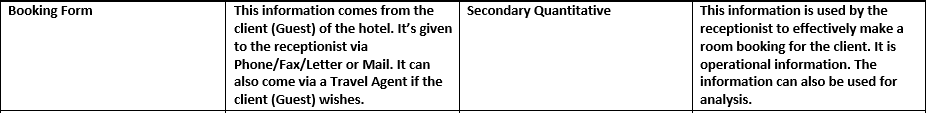 Booking Form
This information comes from the
client (Guest) of the hotel. It's given
to the receptionist via
Phone/Fax/Letter or Mail. It can
also come via a Travel Agent if the
client (Guest) wishes.
Secondary Quantitative
This information is used by the
receptionist to effectively make a
room booking for the client. It is
operational information. The
information can also be used for
analysis.